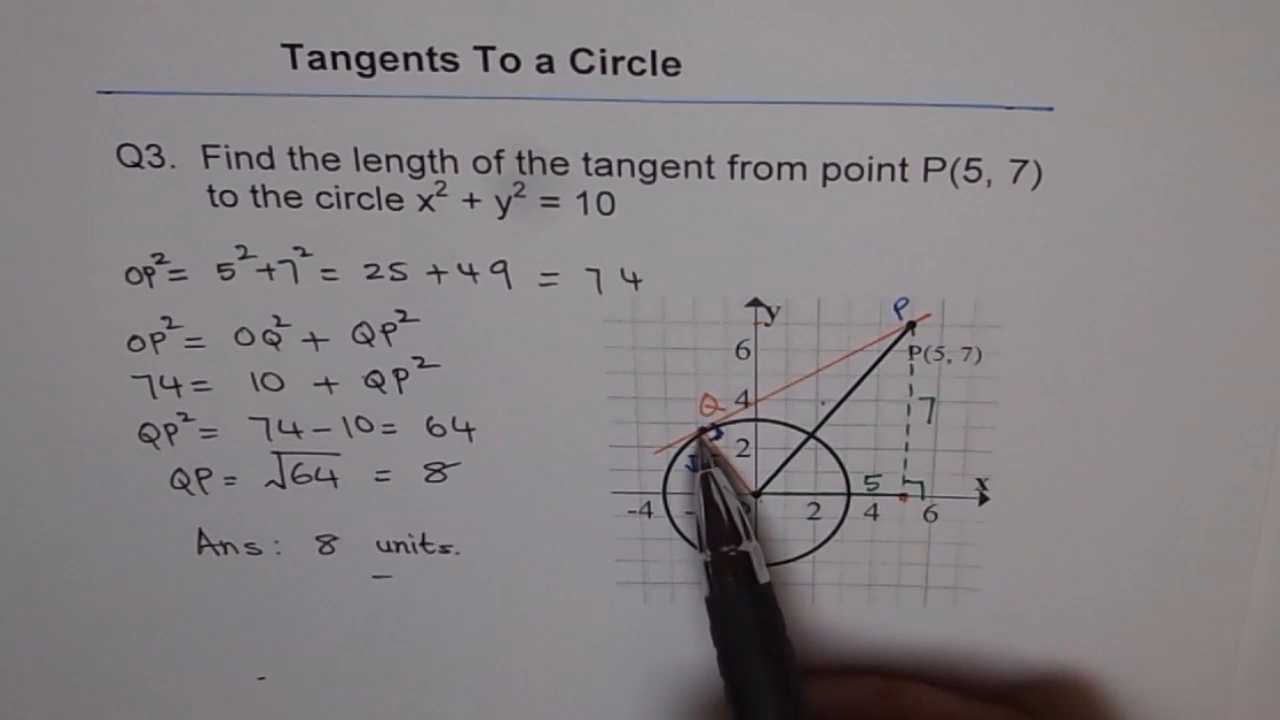 Tangents To a Circle
Q3. Find the length of the tangent from point P(5, 7)
to the circle x² + y² = 10
OP² = 5² + 7² = 25 + 49 = 74
OP² = OQ² + QP²
74 = 10 + QP²
QP² = 74 - 10 = 64
QP = √64 = 8
Ans: 8 units.
y
P
6
P(5, 7)
Q
4
7
2
5
x
-4
2
4
6